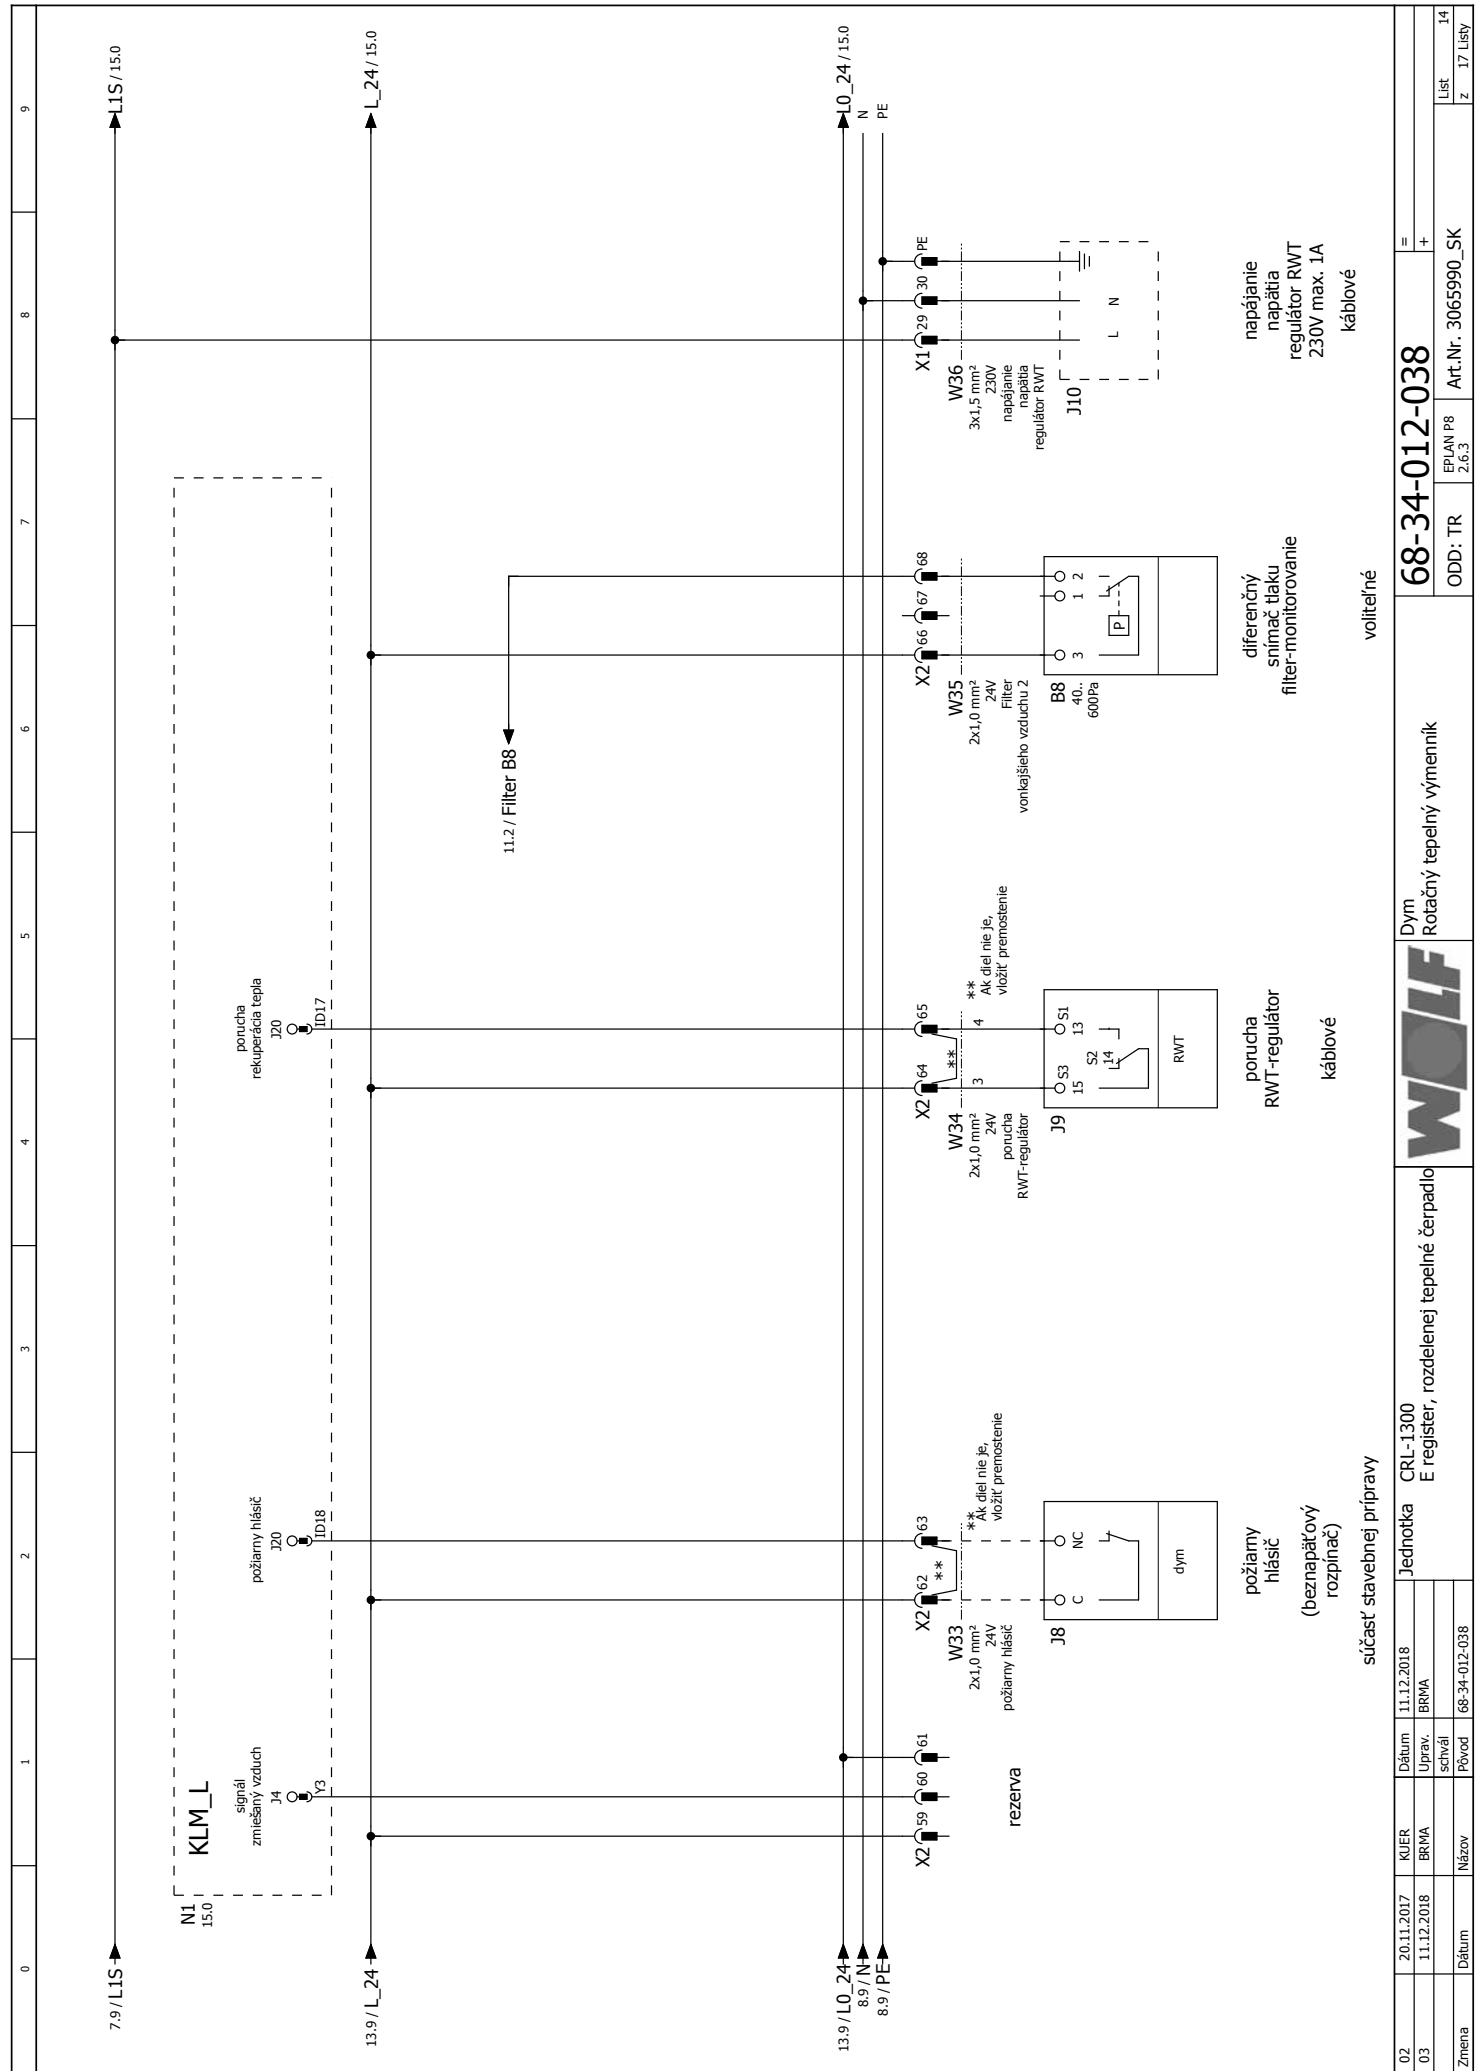 0 1 2 3 4 5 6 7 8 9
7.9 / L1S
L1S / 15.0
N1
15.0
KLM_L
signál
zmiešaný vzduch
J4
Y3
požiarny hlásič
J20
ID18
porucha
rekuperácia tepla
J20
ID17
13.9 / L_24
L_24 / 15.0
11.2 / Filter B8
13.9 / L0_24
L0_24 / 15.0
8.9 / N
N
8.9 / PE
PE
X2 59 60 61
rezerva
X2 62 63
**
W33
2x1,0 mm²
24V
požiarny hlásič
**
Ak diel nie je,
vložiť premostenie
J8
C NC
dym
požiarny
hlásič
(beznapäťový
rozpínač)
súčasť stavebnej prípravy
X2 64 65
**
W34
2x1,0 mm²
24V
porucha
RWT-regulátor
3 4
**
Ak diel nie je,
vložiť premostenie
J9
S3 S1
15 13
S2
14
RWT
porucha
RWT-regulátor
káblové
X2 66 67 68
W35
2x1,0 mm²
24V
Filter
vonkajšieho vzduchu 2
B8
40..
600Pa
3 1 2
P
diferenčný
snímač tlaku
filter-monitorovanie
voliteľné
X1 29 30 PE
W36
3x1,5 mm²
230V
napájanie
napätia
regulátor RWT
J10
L N
napájanie
napätia
regulátor RWT
230V max. 1A
káblové
02 20.11.2017 KUER Dátum 11.12.2018
03 11.12.2018 BRMA Uprav. BRMA
schvál
Zmena Dátum Názov Pôvod 68-34-012-038
Jednotka CRL-1300
E register, rozdelenej tepelné čerpadlo
WOLF
Dym
Rotačný tepelný výmenník
68-34-012-038
=
+
ODD: TR
EPLAN P8
2.6.3
Art.Nr. 3065990_SK
List 14
z 17 Listy